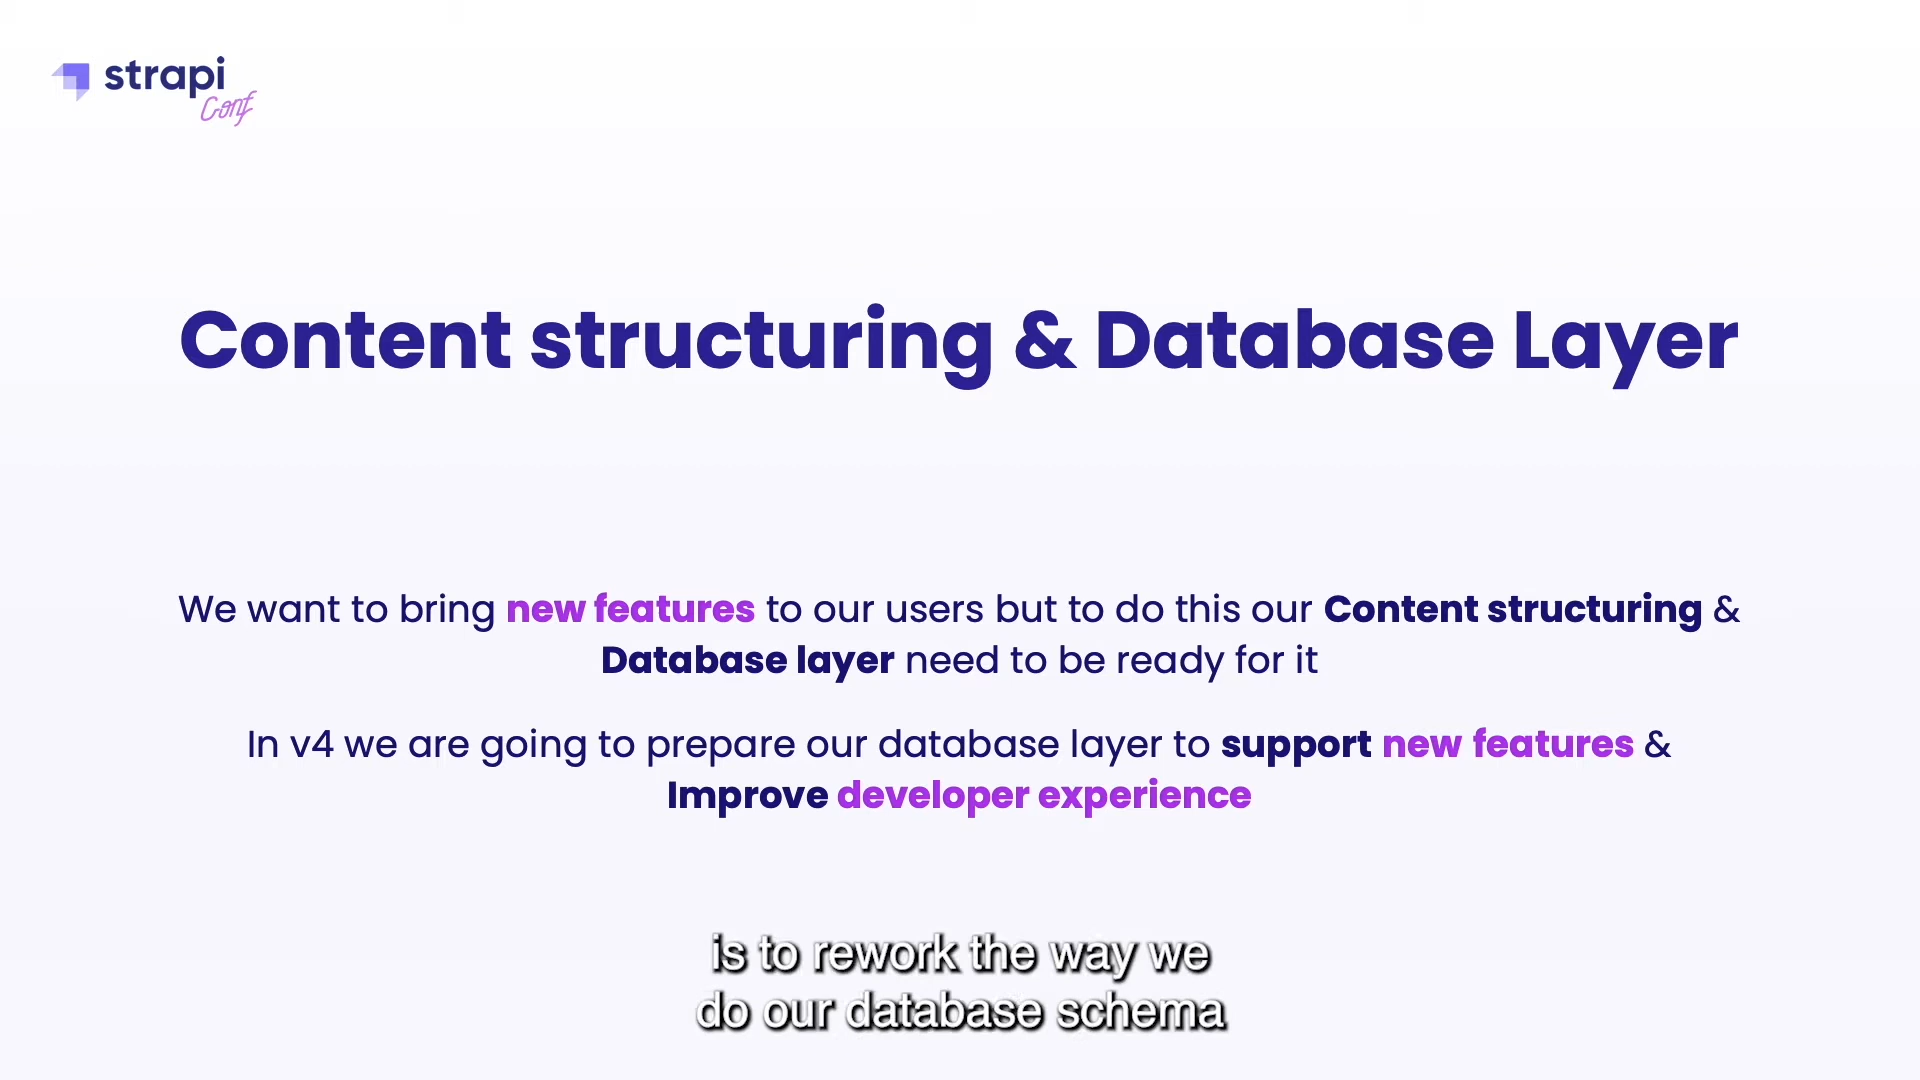 strapi
Conf
Content structuring & Database Layer
We want to bring new features to our users but to do this our Content structuring &
Database layer need to be ready for it
In v4 we are going to prepare our database layer to support new features &
Improve developer experience
is to rework the way we
do our database schema